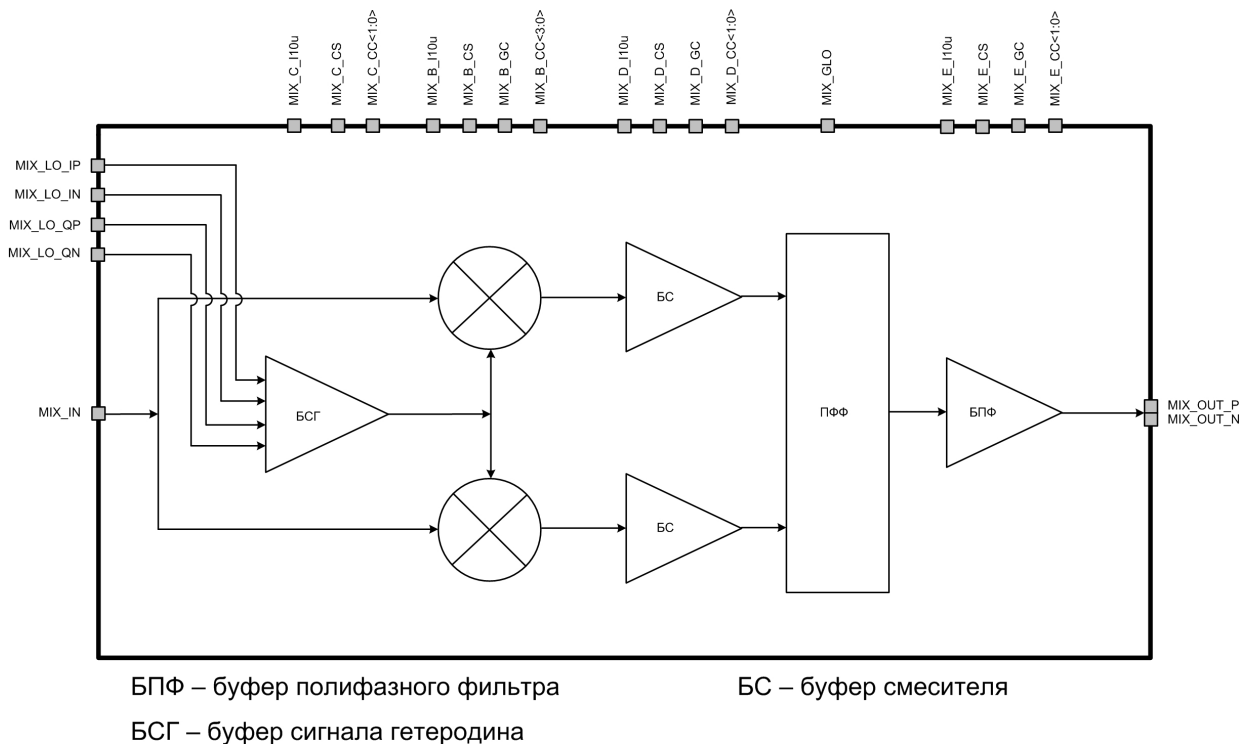 MIX_C_I10u
MIX_C_CS
MIX_C_CC<1:0>
MIX_B_I10u
MIX_B_CS
MIX_B_GC
MIX_B_CC<3:0>
MIX_D_I10u
MIX_D_CS
MIX_D_GC
MIX_D_CC<1:0>
MIX_GLO
MIX_E_I10u
MIX_E_CS
MIX_E_GC
MIX_E_CC<1:0>
MIX_LO_IP
MIX_LO_IN
MIX_LO_QP
MIX_LO_QN
MIX_IN
БСГ
БС
БС
ПФФ
БПФ
MIX_OUT_P
MIX_OUT_N
БПФ – буфер полифазного фильтра
БС – буфер смесителя
БСГ – буфер сигнала гетеродина